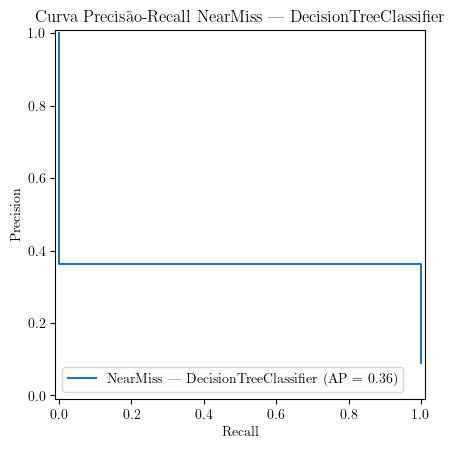 Curva Precisão-Recall NearMiss — DecisionTreeClassifier
1.0
0.8
0.6
0.4
0.2
0.0
Precision
NearMiss — DecisionTreeClassifier (AP = 0.36)
0.0 0.2 0.4 0.6 0.8 1.0
Recall